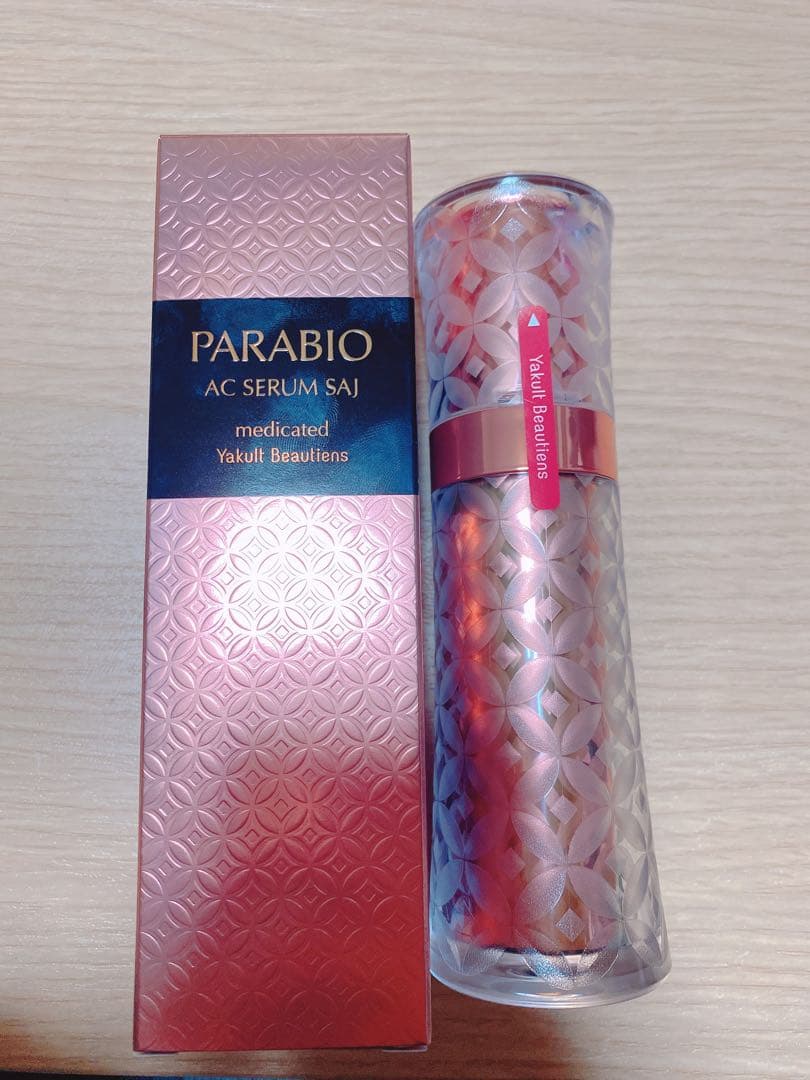 PARABIO
AC SERUM SAJ
medicated
Yakult Beautiens
Yakult Beautiens